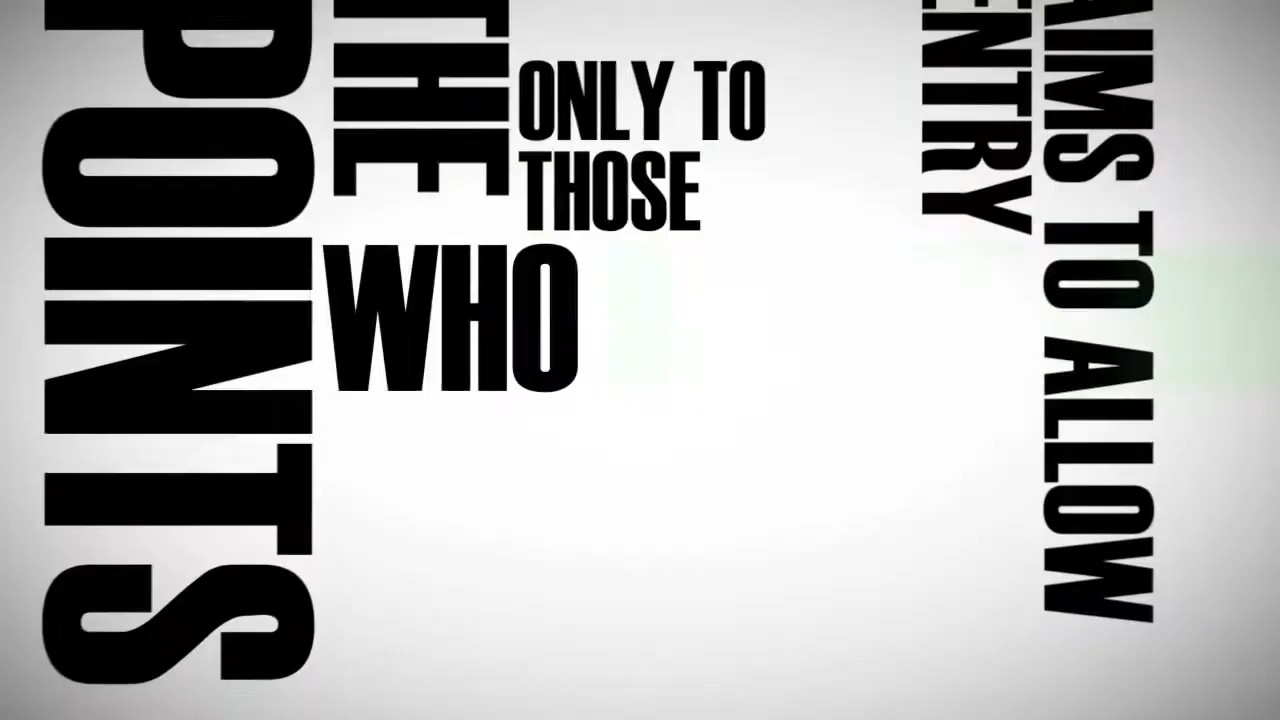 POINTS
THE
ONLY TO
THOSE
WHO
AIMS TO ALLOW
ENTRY